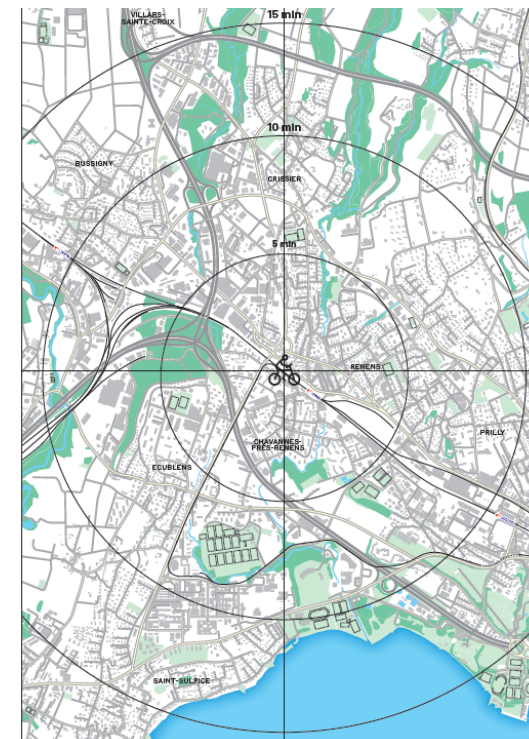 VILLARS-
SAINTE-CROIX
15 min
10 min
BUSSIGNY
CRISSIER
5 min
RENENS
PRILLY
CHAVANNES-
PRÈS-RENENS
ECUBLENS
SAINT-SULPICE